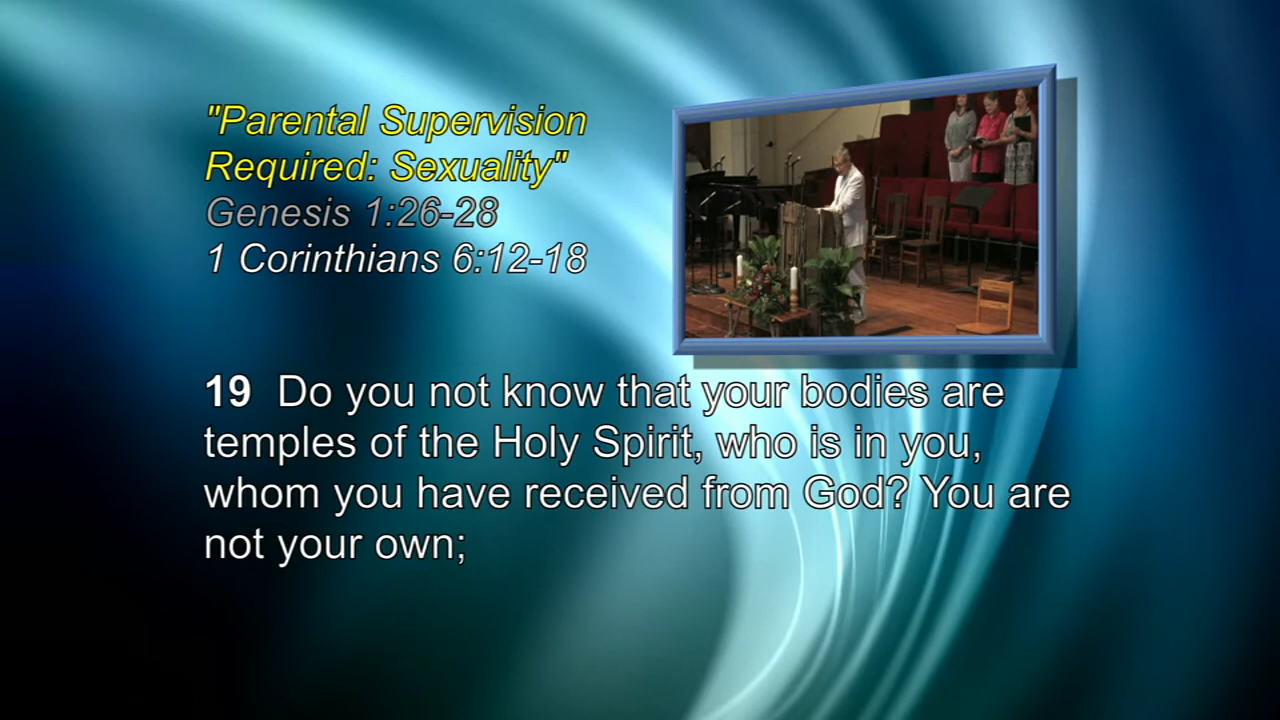 "Parental Supervision
Required: Sexuality"
Genesis 1:26-28
1 Corinthians 6:12-18
19 Do you not know that your bodies are
temples of the Holy Spirit, who is in you,
whom you have received from God? You are
not your own;